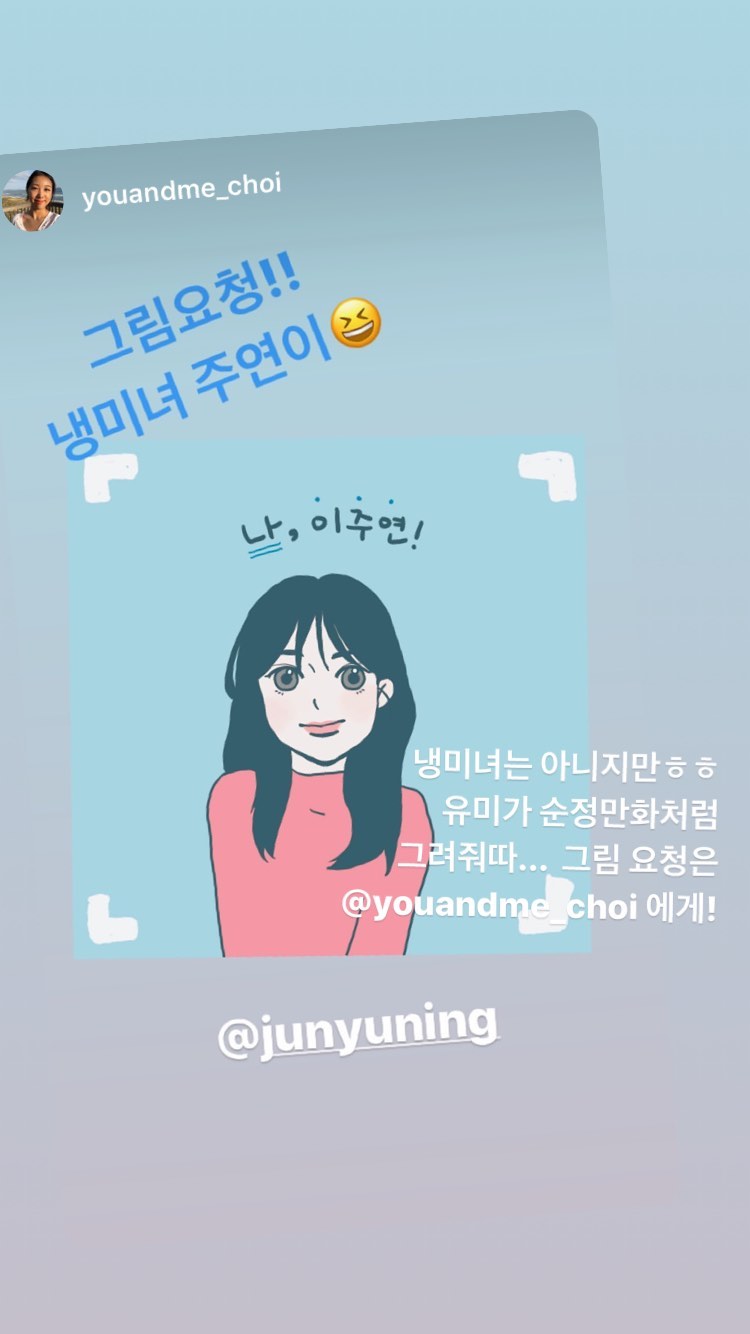 youandme_choi
그림요청!!
냉미녀 주연이😆
나, 이주연!
냉미녀는 아니지만ㅎㅎ
유미가 순정만화처럼
그려줘따... 그림 요청은
@youandme_choi 에게!
@junyuning